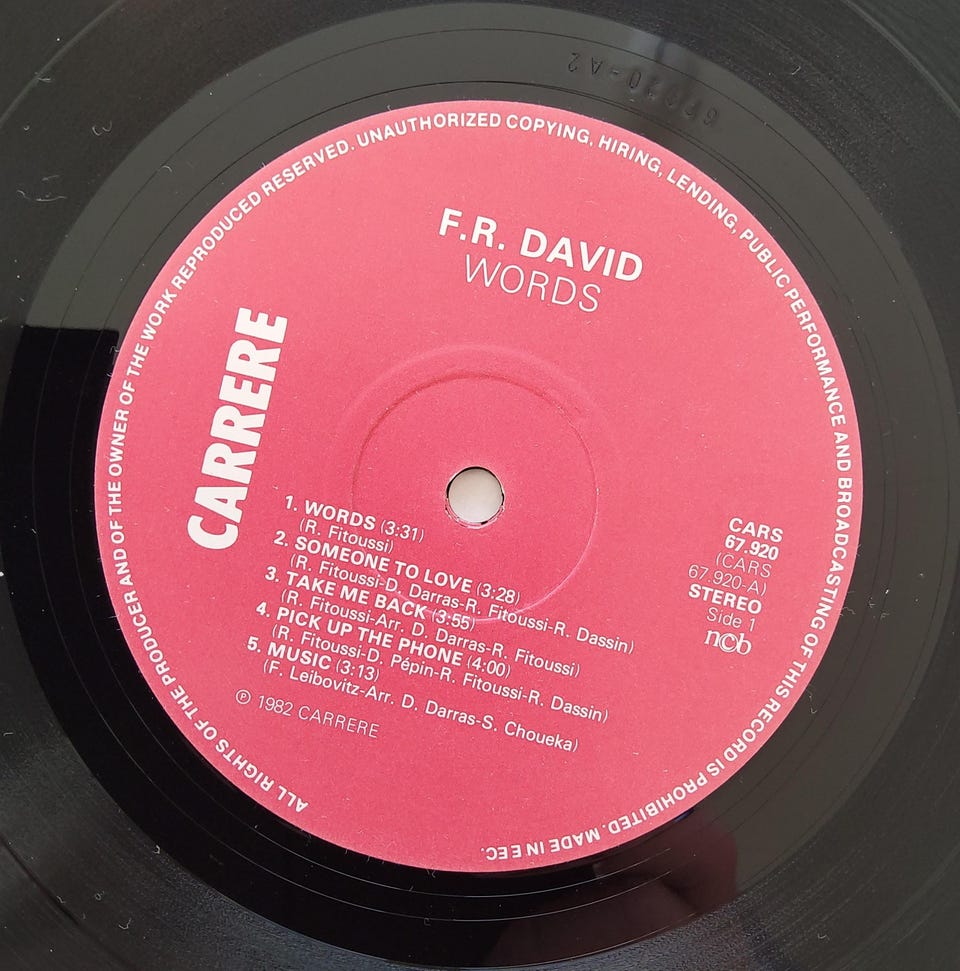 67920-A2
ALL RIGHTS OF THE PRODUCER AND OF THE OWNER OF THE WORK REPRODUCED RESERVED. UNAUTHORIZED COPYING, HIRING, LENDING, PUBLIC PERFORMANCE AND BROADCASTING OF THIS RECORD IS PROHIBITED. MADE IN EEC.
F.R. DAVID
WORDS
CARRERE
1. WORDS (3:31)
(R. Fitoussi)
2. SOMEONE TO LOVE (3:28)
(R. Fitoussi-D. Darras-R. Fitoussi-R. Dassin)
3. TAKE ME BACK (3:55)
(R. Fitoussi-Arr. D. Darras-R. Fitoussi)
4. PICK UP THE PHONE (4:00)
(R. Fitoussi-D. Pépin-R. Fitoussi-R. Dassin)
5. MUSIC (3:13)
(F. Leibovitz-Arr. D. Darras-S. Choueka)
℗ 1982 CARRERE
CARS
67.920
(CARS
67.920-A)
STEREO
Side 1
ncb